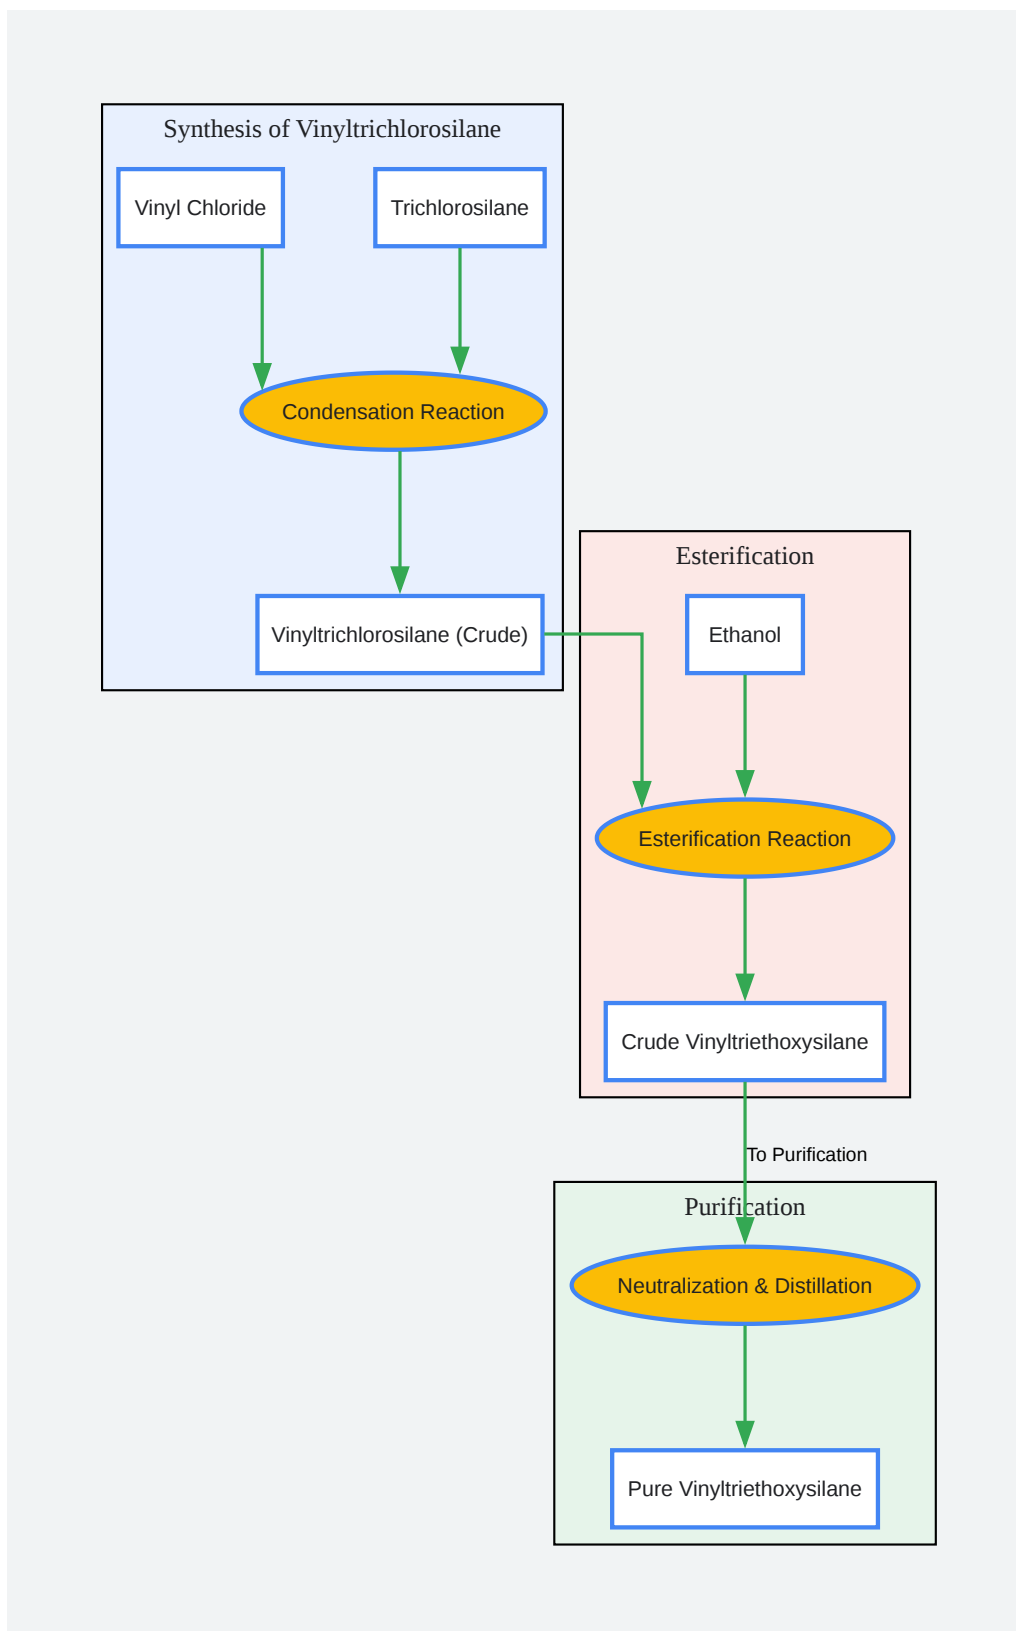 Synthesis of Vinyltrichlorosilane
Vinyl Chloride
Trichlorosilane
Condensation Reaction
Vinyltrichlorosilane (Crude)
Esterification
Ethanol
Esterification Reaction
Crude Vinyltriethoxysilane
To Purification
Purification
Neutralization & Distillation
Pure Vinyltriethoxysilane